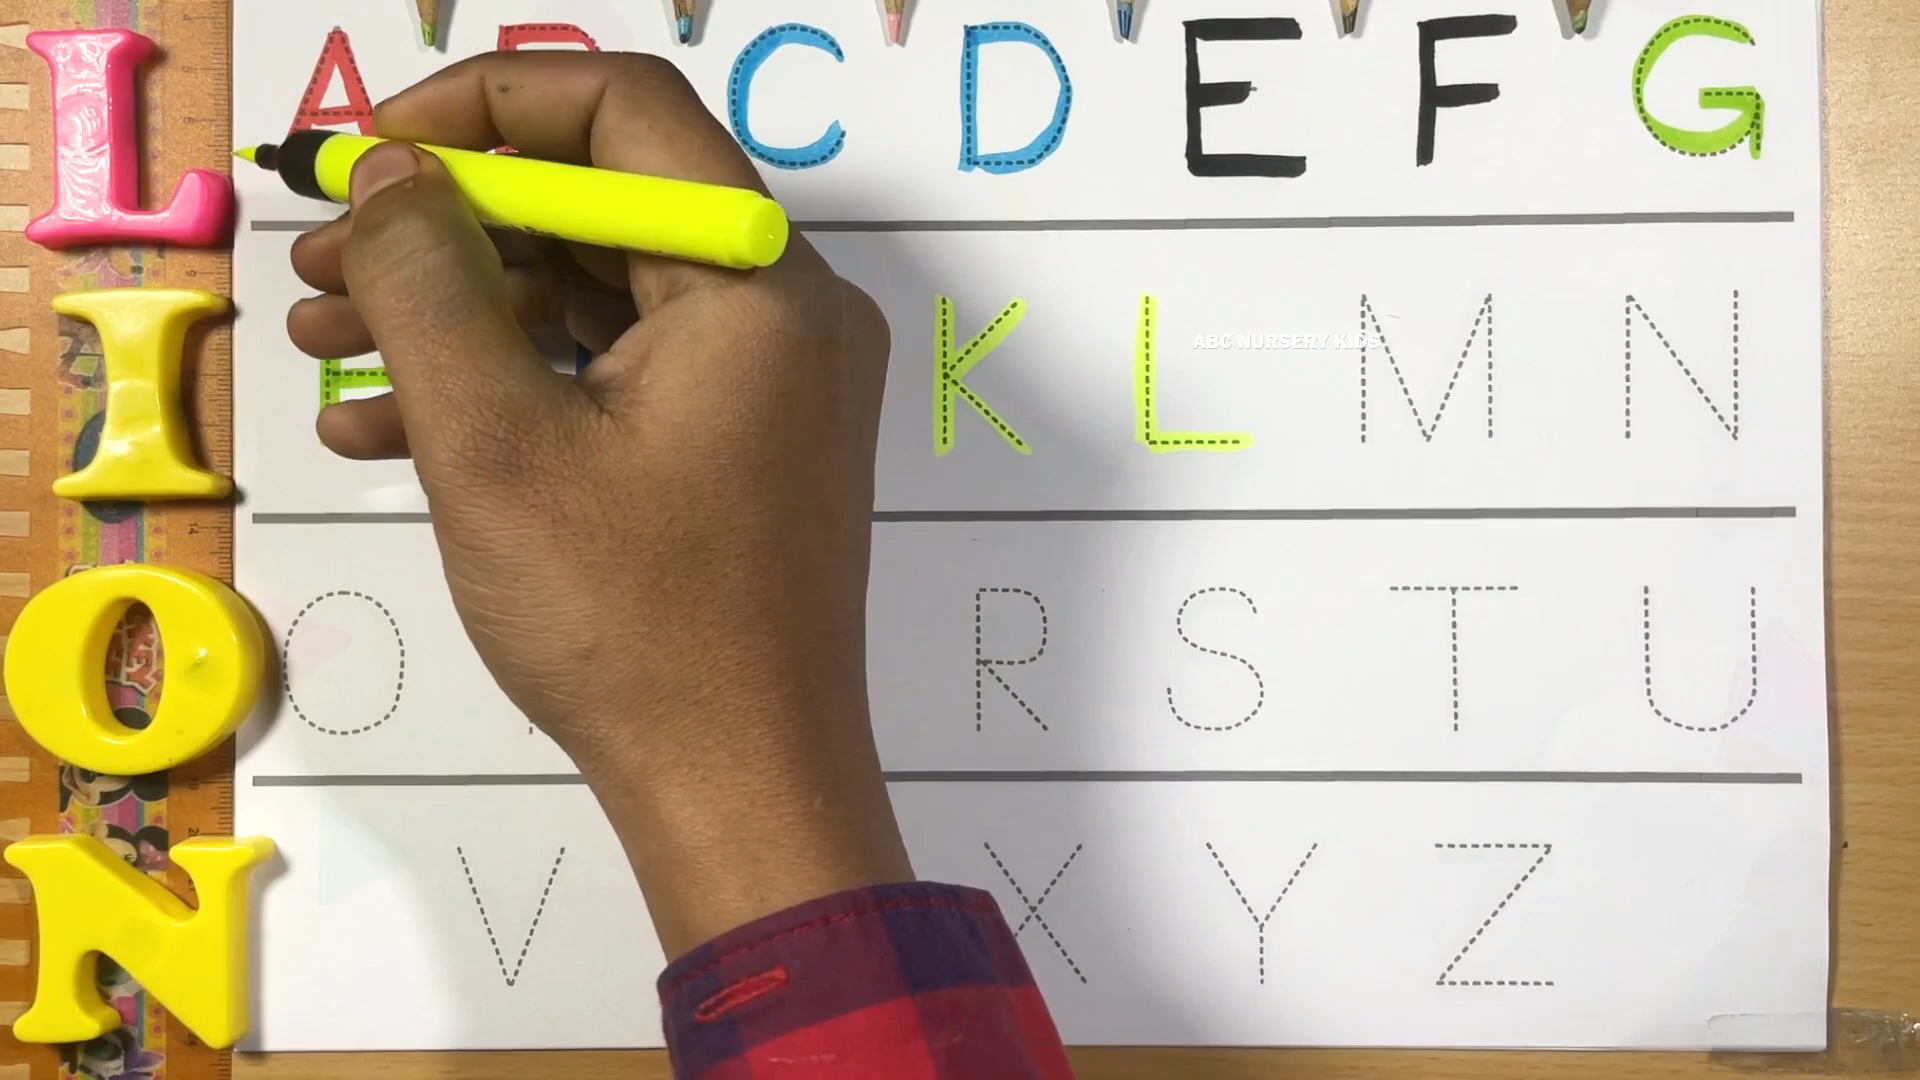 A B C D E F G
H K L M N
ABC NURSERY KIDS
O R S T U
V X Y Z
L
I
O
N